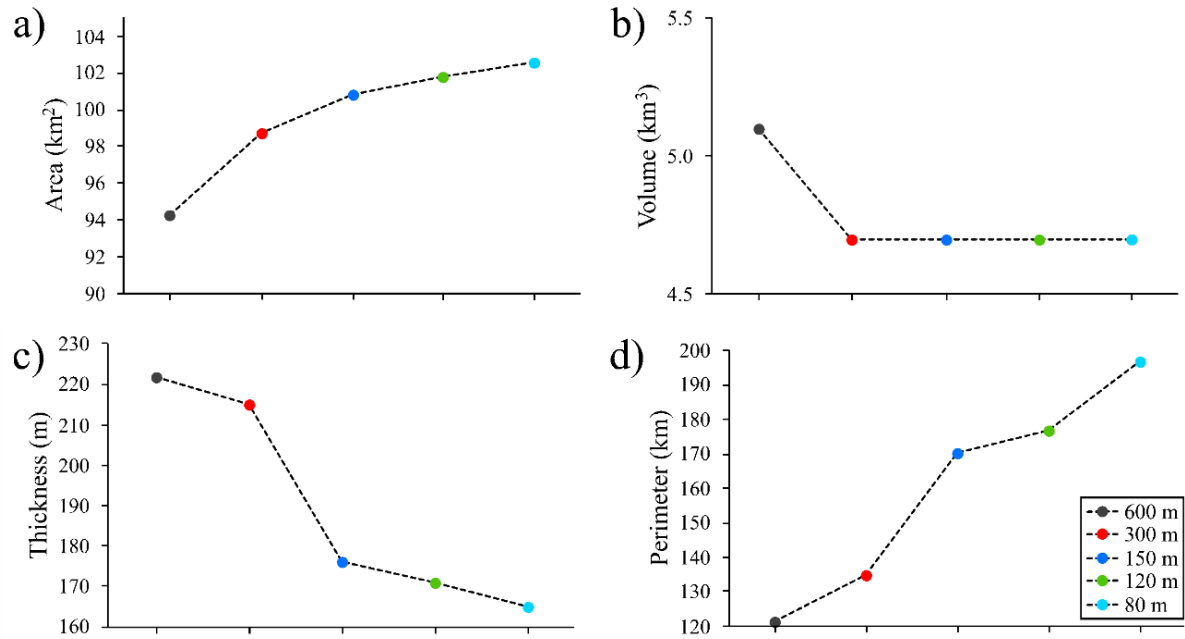 a)
Arca (km²)
104
102
100
98
96
94
92
90
b)
Volume (km³)
5.5
5.0
4.5
c)
Thickness (m)
230
220
210
200
190
180
170
160
d)
Perimeter (km)
200
190
180
170
160
150
140
130
120
600 m
300 m
150 m
120 m
80 m